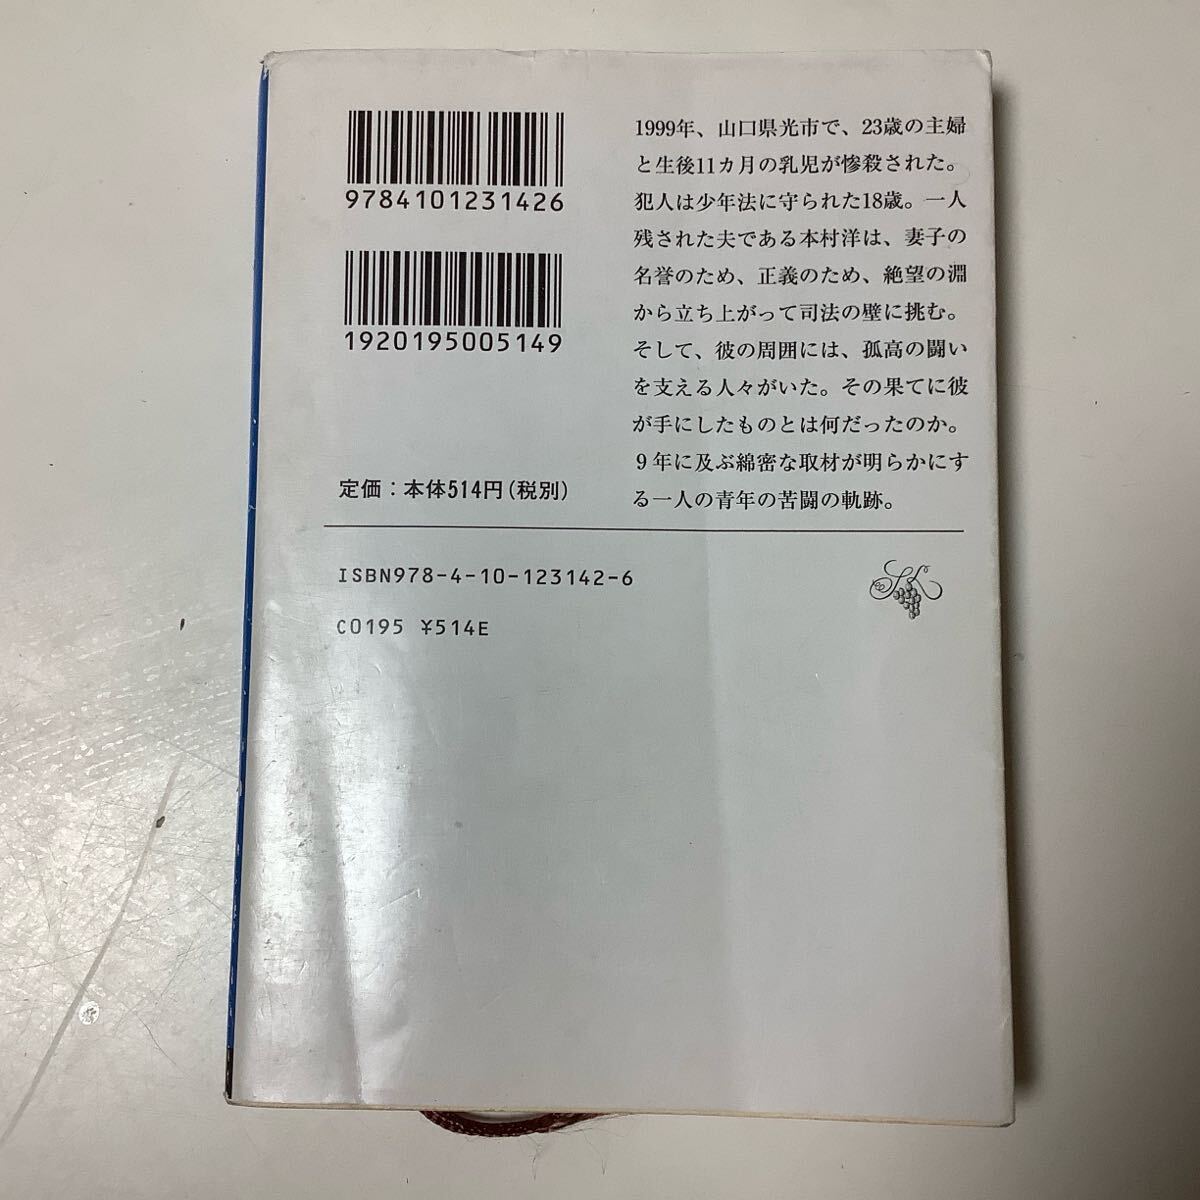 9784101231426
1920195005149
定価：本体514円（税別）
1999年、山口県光市で、23歳の主婦
と生後11カ月の乳児が惨殺された。
犯人は少年法に守られた18歳。一人
残された夫である本村洋は、妻子の
名誉のため、正義のため、絶望の淵
から立ち上がって司法の壁に挑む。
そして、彼の周囲には、孤高の闘い
を支える人々がいた。その果てに彼
が手にしたものとは何だったのか。
９年に及ぶ綿密な取材が明らかにす
る一人の青年の苦闘の軌跡。
ISBN978-4-10-123142-6
C0195 ¥514E